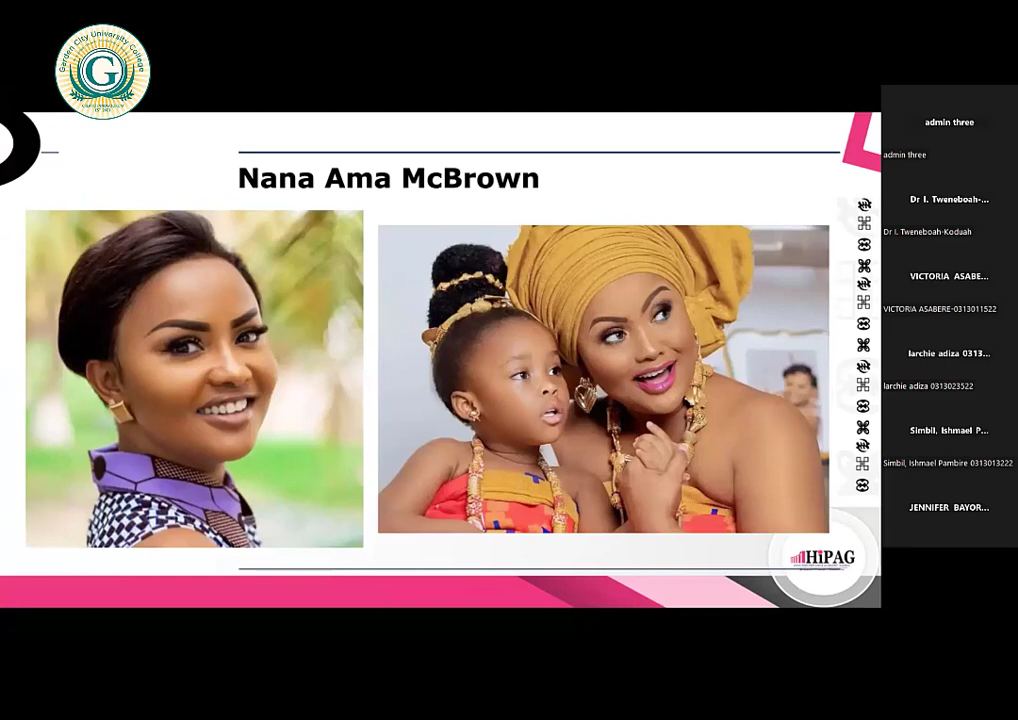 Garden City University College
G
Nana Ama McBrown
HiPAG
admin three
admin three
Dr I. Tweneboah-...
Dr I. Tweneboah-Koduah
VICTORIA ASABE...
VICTORIA ASABERE-0313011522
larchie adiza 0313...
larchie adiza 0313023522
Simbil, Ishmael P...
Simbil, Ishmael Pambire 0313013222
JENNIFER BAYOR...